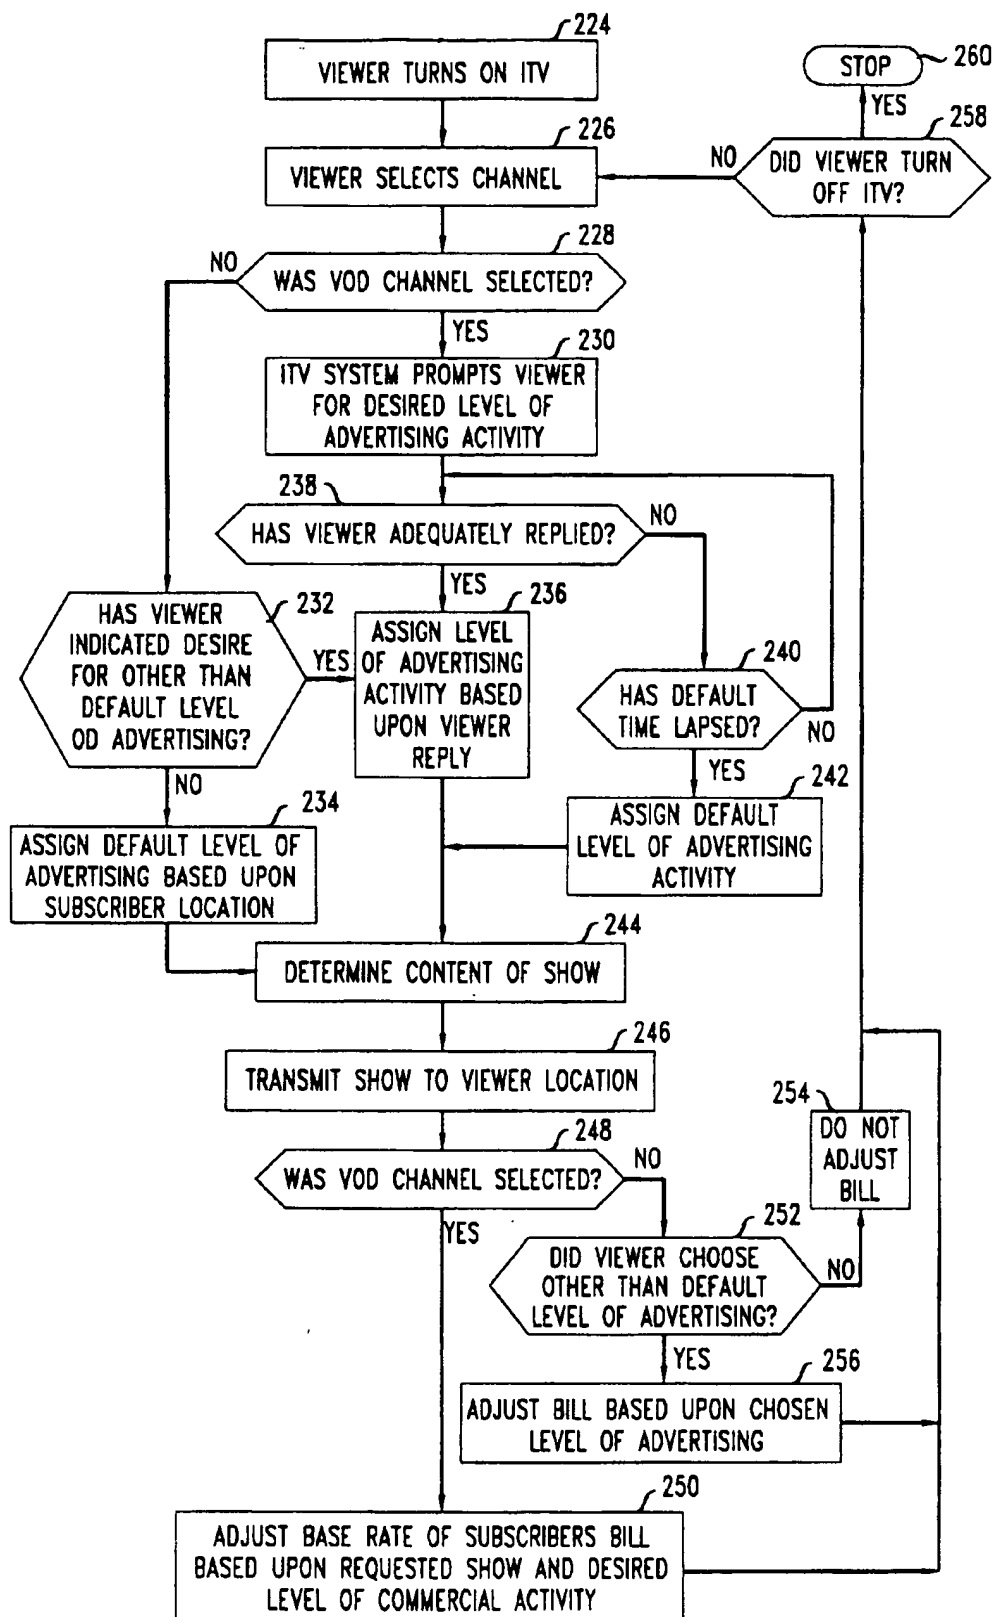 224
VIEWER TURNS ON ITV
STOP
260
YES
226
VIEWER SELECTS CHANNEL
NO
258
DID VIEWER TURN
OFF ITV?
228
NO
WAS VOD CHANNEL SELECTED?
YES
230
ITV SYSTEM PROMPTS VIEWER
FOR DESIRED LEVEL OF
ADVERTISING ACTIVITY
238
HAS VIEWER ADEQUATELY REPLIED?
NO
YES
232
HAS VIEWER
INDICATED DESIRE
FOR OTHER THAN
DEFAULT LEVEL
OD ADVERTISING?
YES
236
ASSIGN LEVEL
OF ADVERTISING
ACTIVITY BASED
UPON VIEWER
REPLY
240
HAS DEFAULT
TIME LAPSED?
NO
YES
NO
234
ASSIGN DEFAULT LEVEL OF
ADVERTISING BASED UPON
SUBSCRIBER LOCATION
242
ASSIGN DEFAULT
LEVEL OF ADVERTISING
ACTIVITY
244
DETERMINE CONTENT OF SHOW
246
TRANSMIT SHOW TO VIEWER LOCATION
248
WAS VOD CHANNEL SELECTED?
NO
YES
254
DO NOT
ADJUST
BILL
252
DID VIEWER CHOOSE
OTHER THAN DEFAULT
LEVEL OF ADVERTISING?
NO
YES
256
ADJUST BILL BASED UPON CHOSEN
LEVEL OF ADVERTISING
250
ADJUST BASE RATE OF SUBSCRIBERS BILL
BASED UPON REQUESTED SHOW AND DESIRED
LEVEL OF COMMERCIAL ACTIVITY